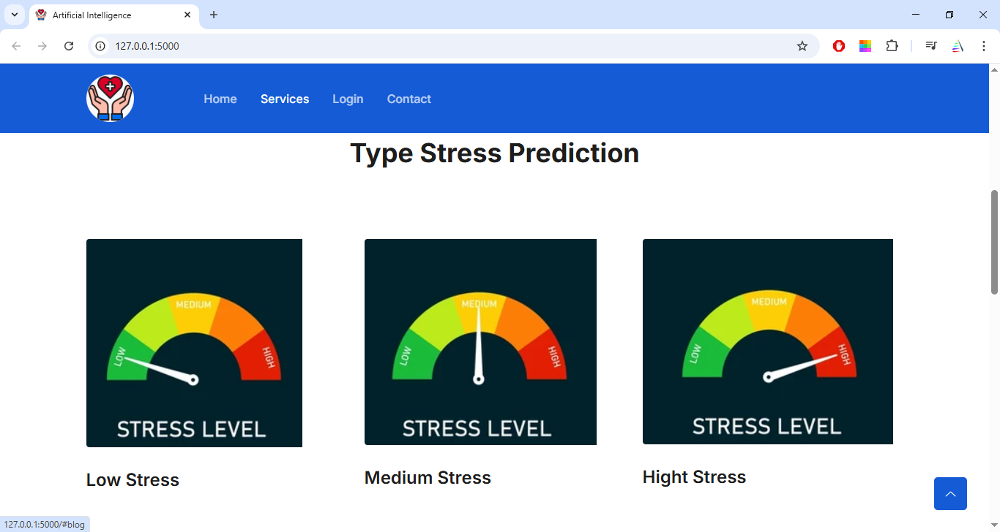 Artificial Intelligence
127.0.0.1:5000
Home Services Login Contact
Type Stress Prediction
LOW MEDIUM HIGH
STRESS LEVEL
Low Stress
LOW MEDIUM HIGH
STRESS LEVEL
Medium Stress
LOW MEDIUM HIGH
STRESS LEVEL
Hight Stress
127.0.0.1:5000/#blog